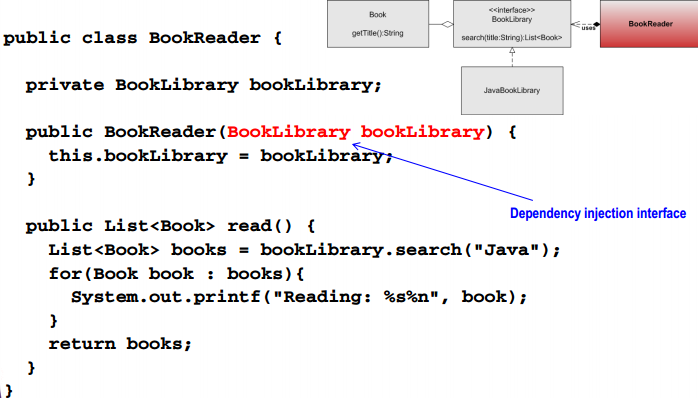 Book
getTitle():String
<<interface>>
BookLibrary
search(title:String):List<Book>
uses
BookReader
JavaBookLibrary
public class BookReader {
private BookLibrary bookLibrary;
public BookReader(BookLibrary bookLibrary) {
this.bookLibrary = bookLibrary;
}
Dependency injection interface
public List<Book> read() {
List<Book> books = bookLibrary.search("Java");
for(Book book : books){
System.out.printf("Reading: %s%n", book);
}
return books;
}
}